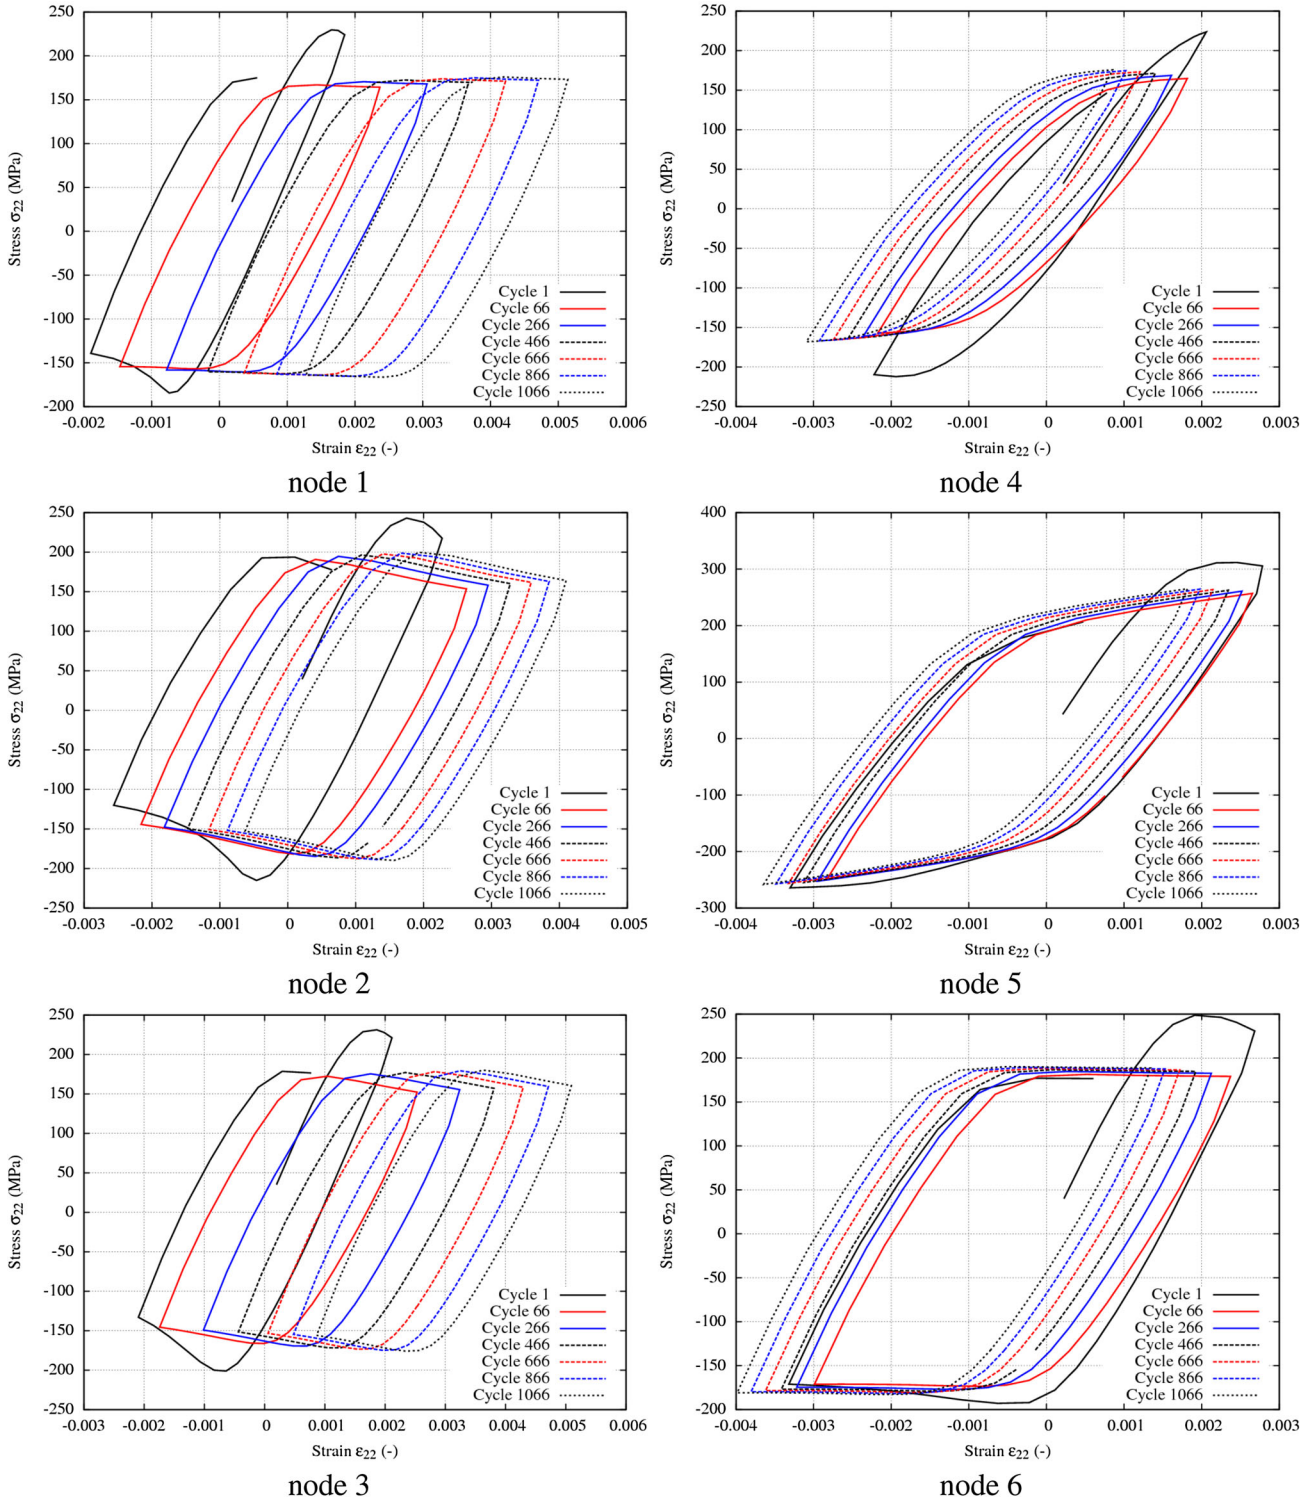 250
200
150
100
50
0
-50
-100
-150
-200
-0.002 -0.001 0 0.001 0.002 0.003 0.004 0.005 0.006
Stress σ22 (MPa)
Strain ε22 (-)
Cycle 1
Cycle 66
Cycle 266
Cycle 466
Cycle 666
Cycle 866
Cycle 1066
node 1
250
200
150
100
50
0
-50
-100
-150
-200
-250
-0.004 -0.003 -0.002 -0.001 0 0.001 0.002 0.003
Stress σ22 (MPa)
Strain ε22 (-)
Cycle 1
Cycle 66
Cycle 266
Cycle 466
Cycle 666
Cycle 866
Cycle 1066
node 4
250
200
150
100
50
0
-50
-100
-150
-200
-250
-0.003 -0.002 -0.001 0 0.001 0.002 0.003 0.004 0.005
Stress σ22 (MPa)
Strain ε22 (-)
Cycle 1
Cycle 66
Cycle 266
Cycle 466
Cycle 666
Cycle 866
Cycle 1066
node 2
400
300
200
100
0
-100
-200
-300
-0.004 -0.003 -0.002 -0.001 0 0.001 0.002 0.003
Stress σ22 (MPa)
Strain ε22 (-)
Cycle 1
Cycle 66
Cycle 266
Cycle 466
Cycle 666
Cycle 866
Cycle 1066
node 5
250
200
150
100
50
0
-50
-100
-150
-200
-250
-0.003 -0.002 -0.001 0 0.001 0.002 0.003 0.004 0.005 0.006
Stress σ22 (MPa)
Strain ε22 (-)
Cycle 1
Cycle 66
Cycle 266
Cycle 466
Cycle 666
Cycle 866
Cycle 1066
node 3
250
200
150
100
50
0
-50
-100
-150
-200
-0.004 -0.003 -0.002 -0.001 0 0.001 0.002 0.003
Stress σ22 (MPa)
Strain ε22 (-)
Cycle 1
Cycle 66
Cycle 266
Cycle 466
Cycle 666
Cycle 866
Cycle 1066
node 6